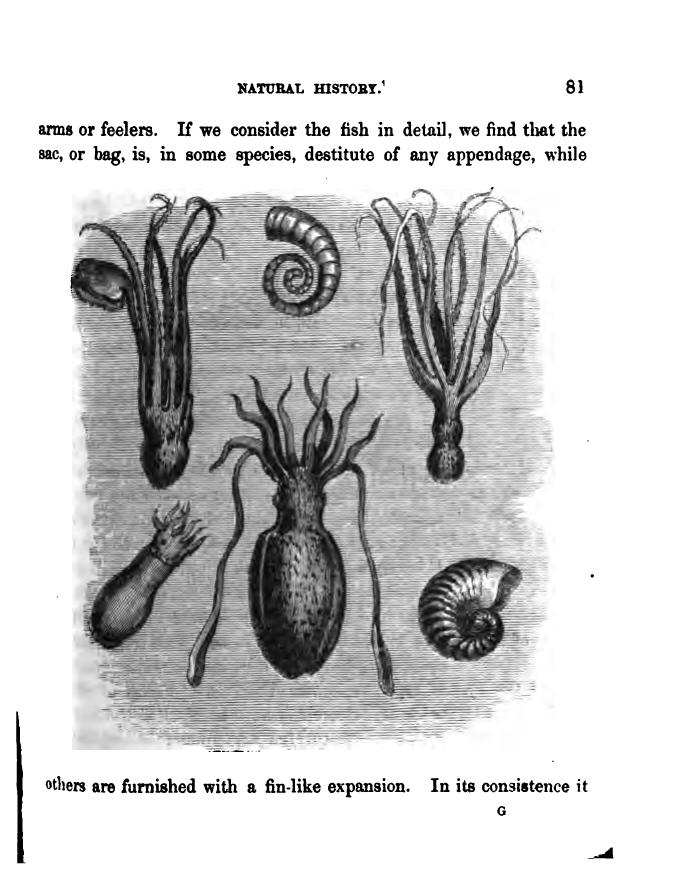 NATURAL HISTORY.' 81
arms or feelers. If we consider the fish in detail, we find that the
sac, or bag, is, in some species, destitute of any appendage, while
others are furnished with a fin-like expansion. In its consistence it
G